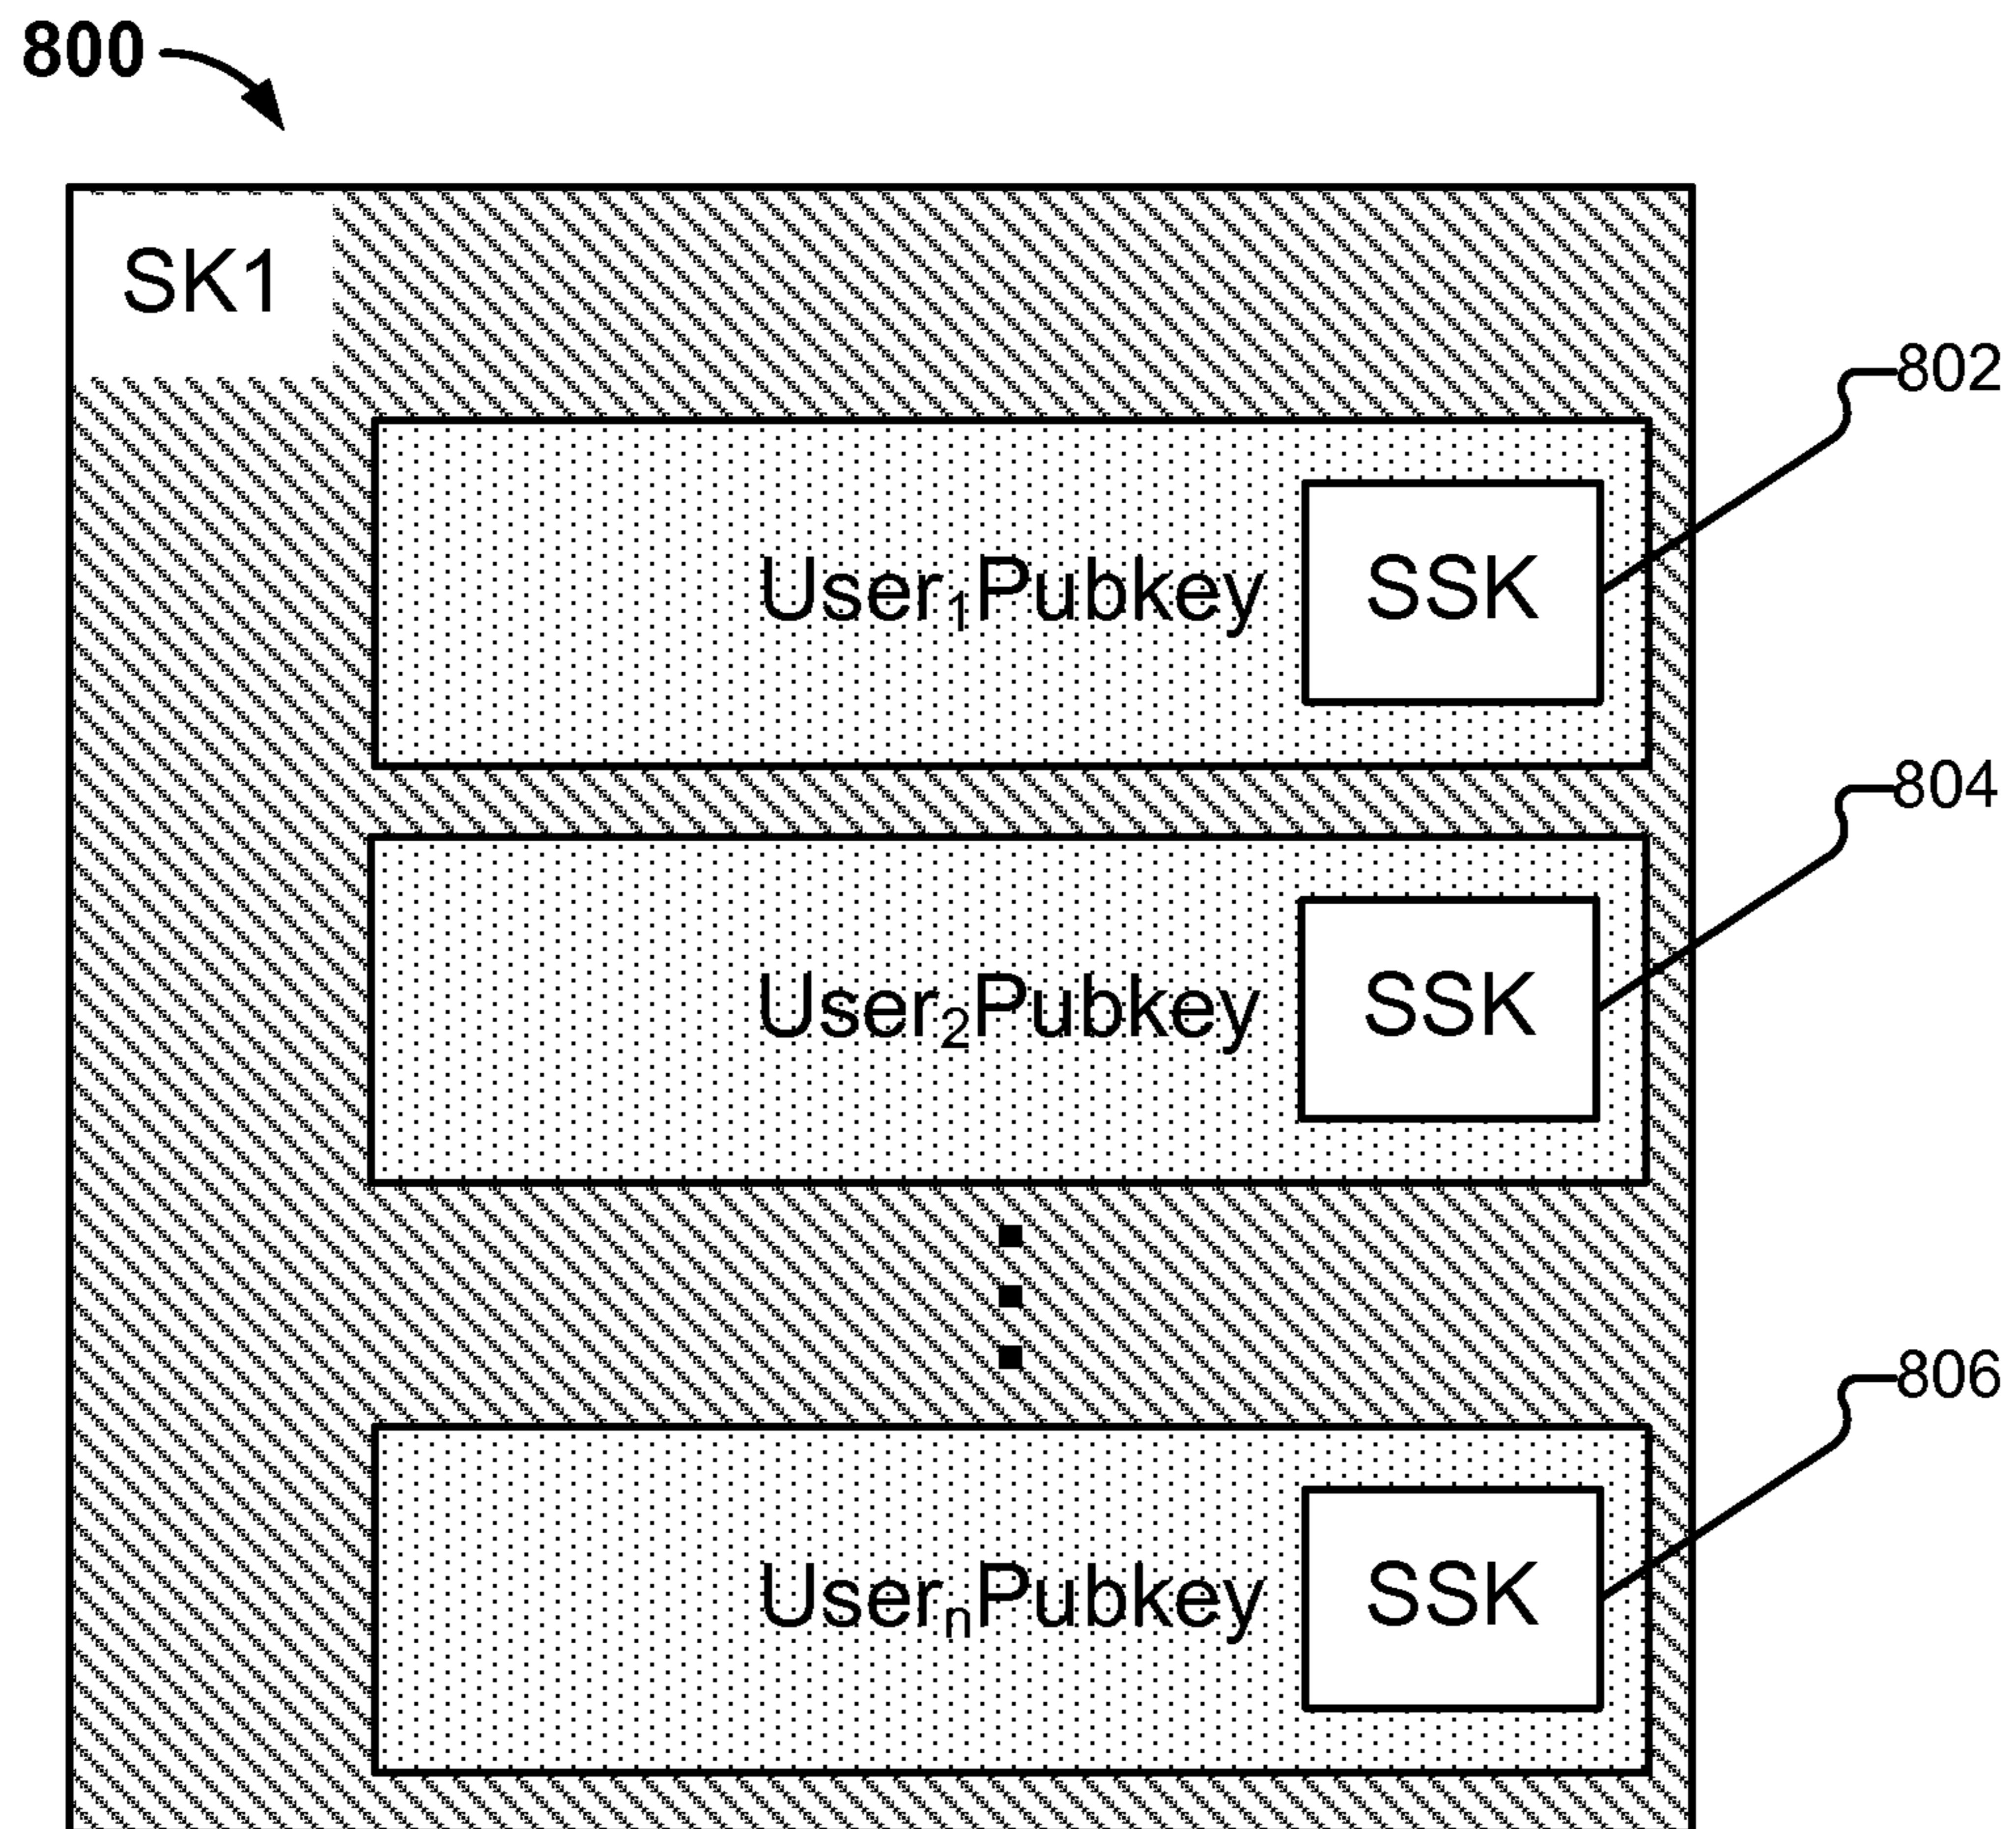 800
SK1
802
User₁Pubkey SSK
804
User₂Pubkey SSK
806
UserₙPubkey SSK